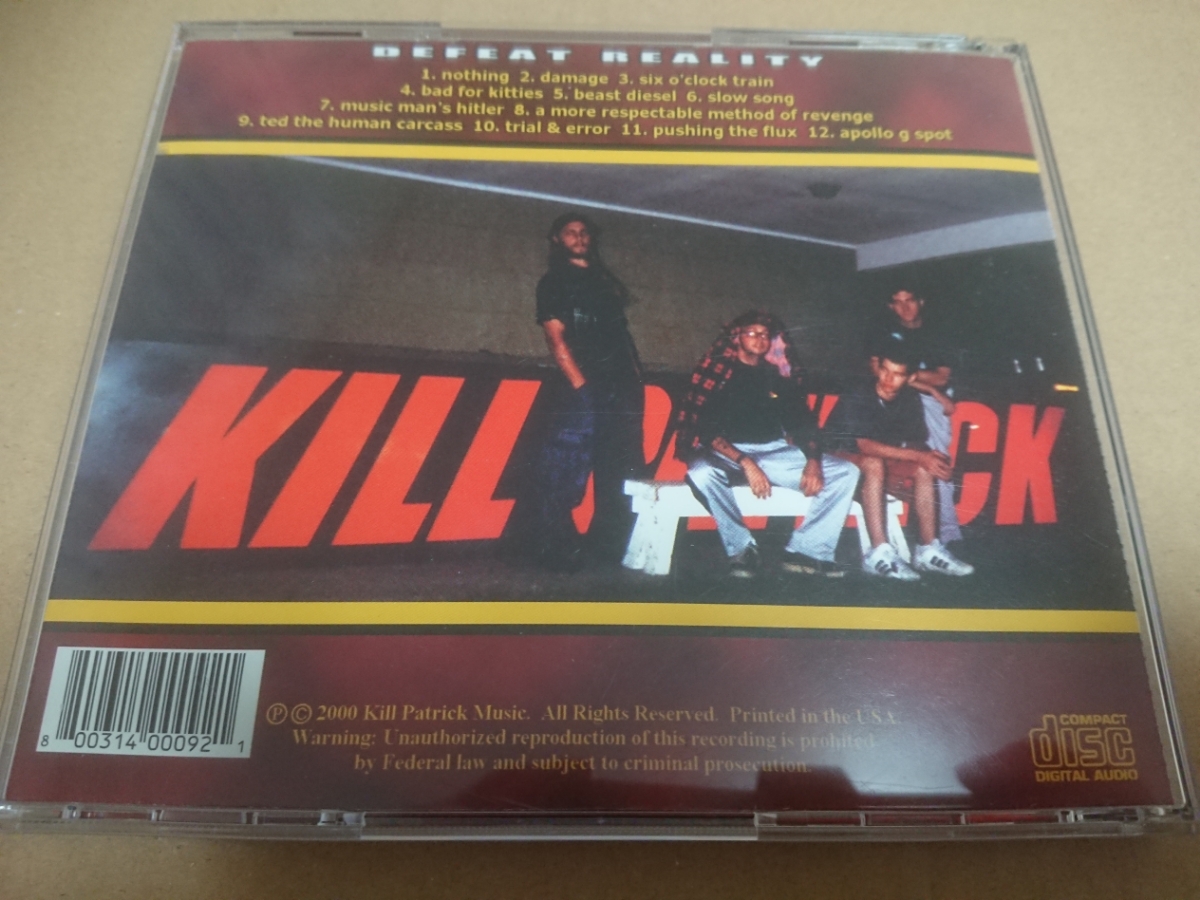 DEFEAT REALITY
1. nothing 2. damage 3. six o'clock train
4. bad for kitties 5. beast diesel 6. slow song
7. music man's hitler 8. a more respectable method of revenge
9. ted the human carcass 10. trial & error 11. pushing the flux 12. apollo g spot
KILL
CK
8 00314 00092 1
Ⓟ © 2000 Kill Patrick Music. All Rights Reserved. Printed in the USA.
Warning: Unauthorized reproduction of this recording is prohibited
by Federal law and subject to criminal prosecution.
COMPACT
disc
DIGITAL AUDIO